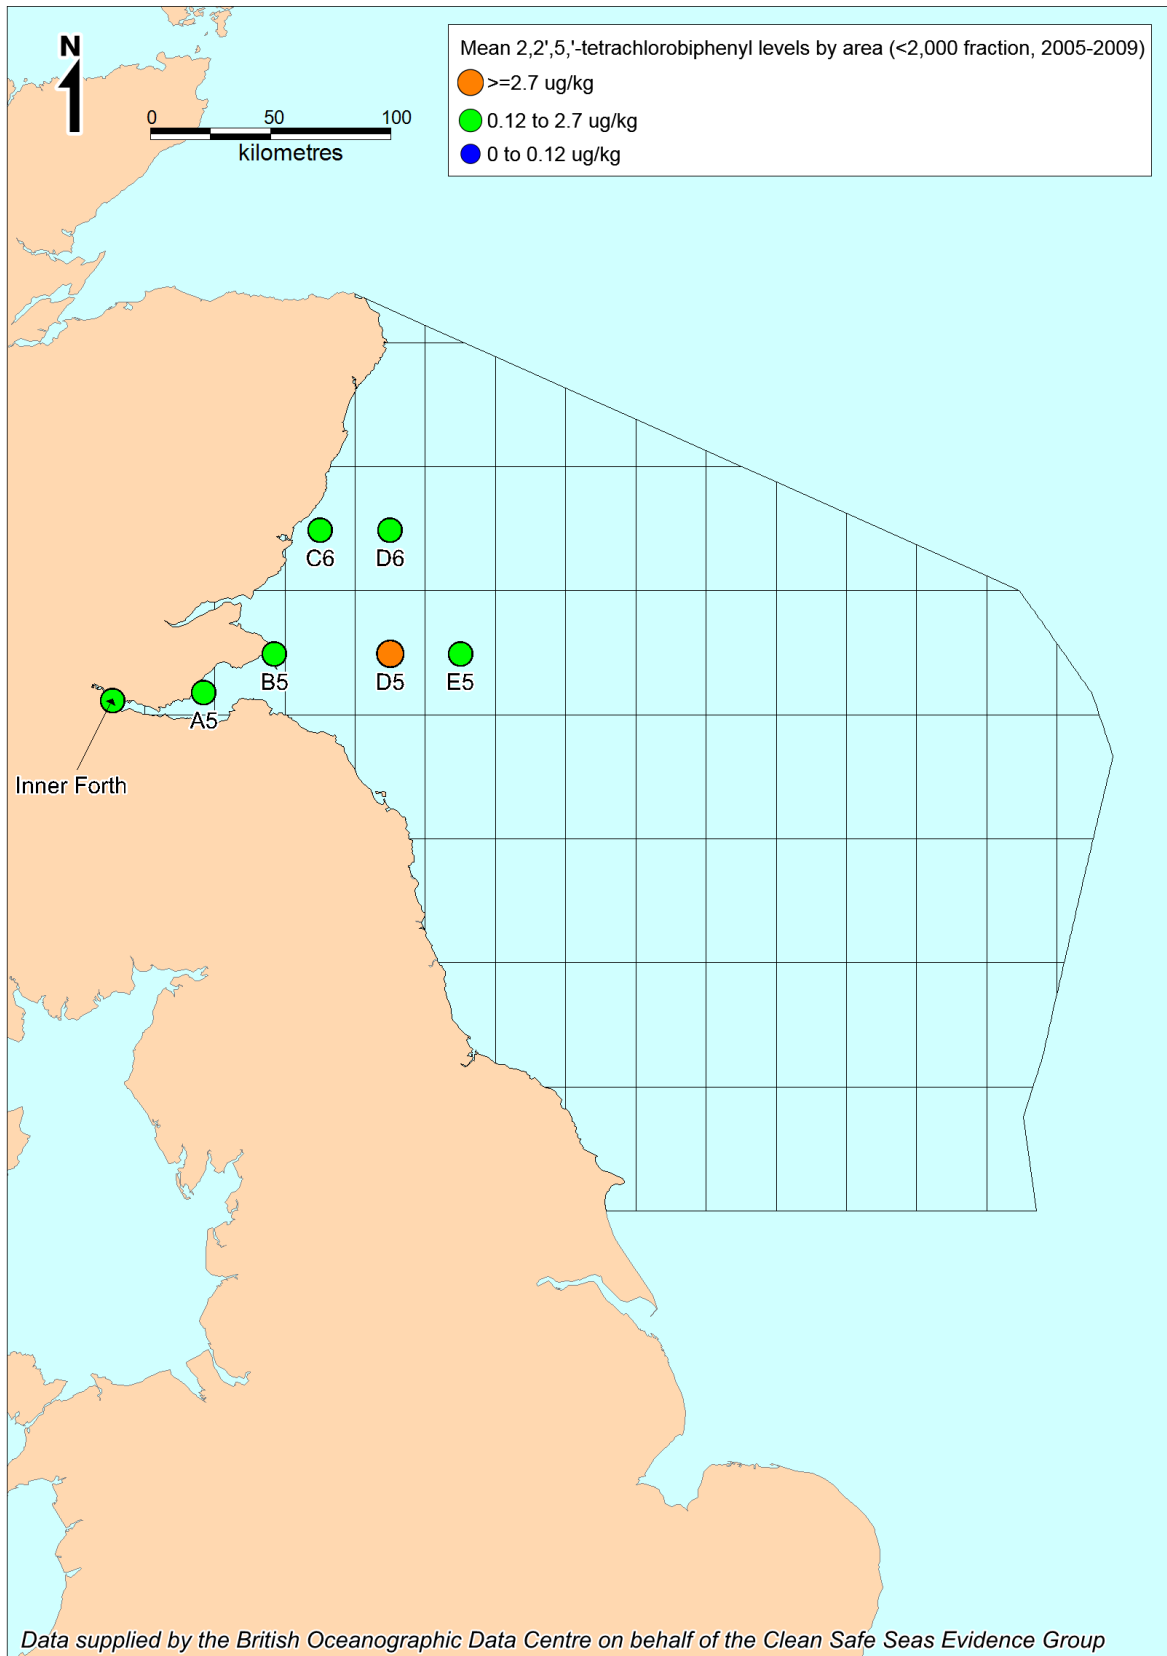 Mean 2,2',5,'-tetrachlorobiphenyl levels by area (<2,000 fraction, 2005-2009)
>=2.7 ug/kg
0.12 to 2.7 ug/kg
0 to 0.12 ug/kg
N
0 50 100
kilometres
C6 D6
B5 D5 E5
A5
Inner Forth
Data supplied by the British Oceanographic Data Centre on behalf of the Clean Safe Seas Evidence Group